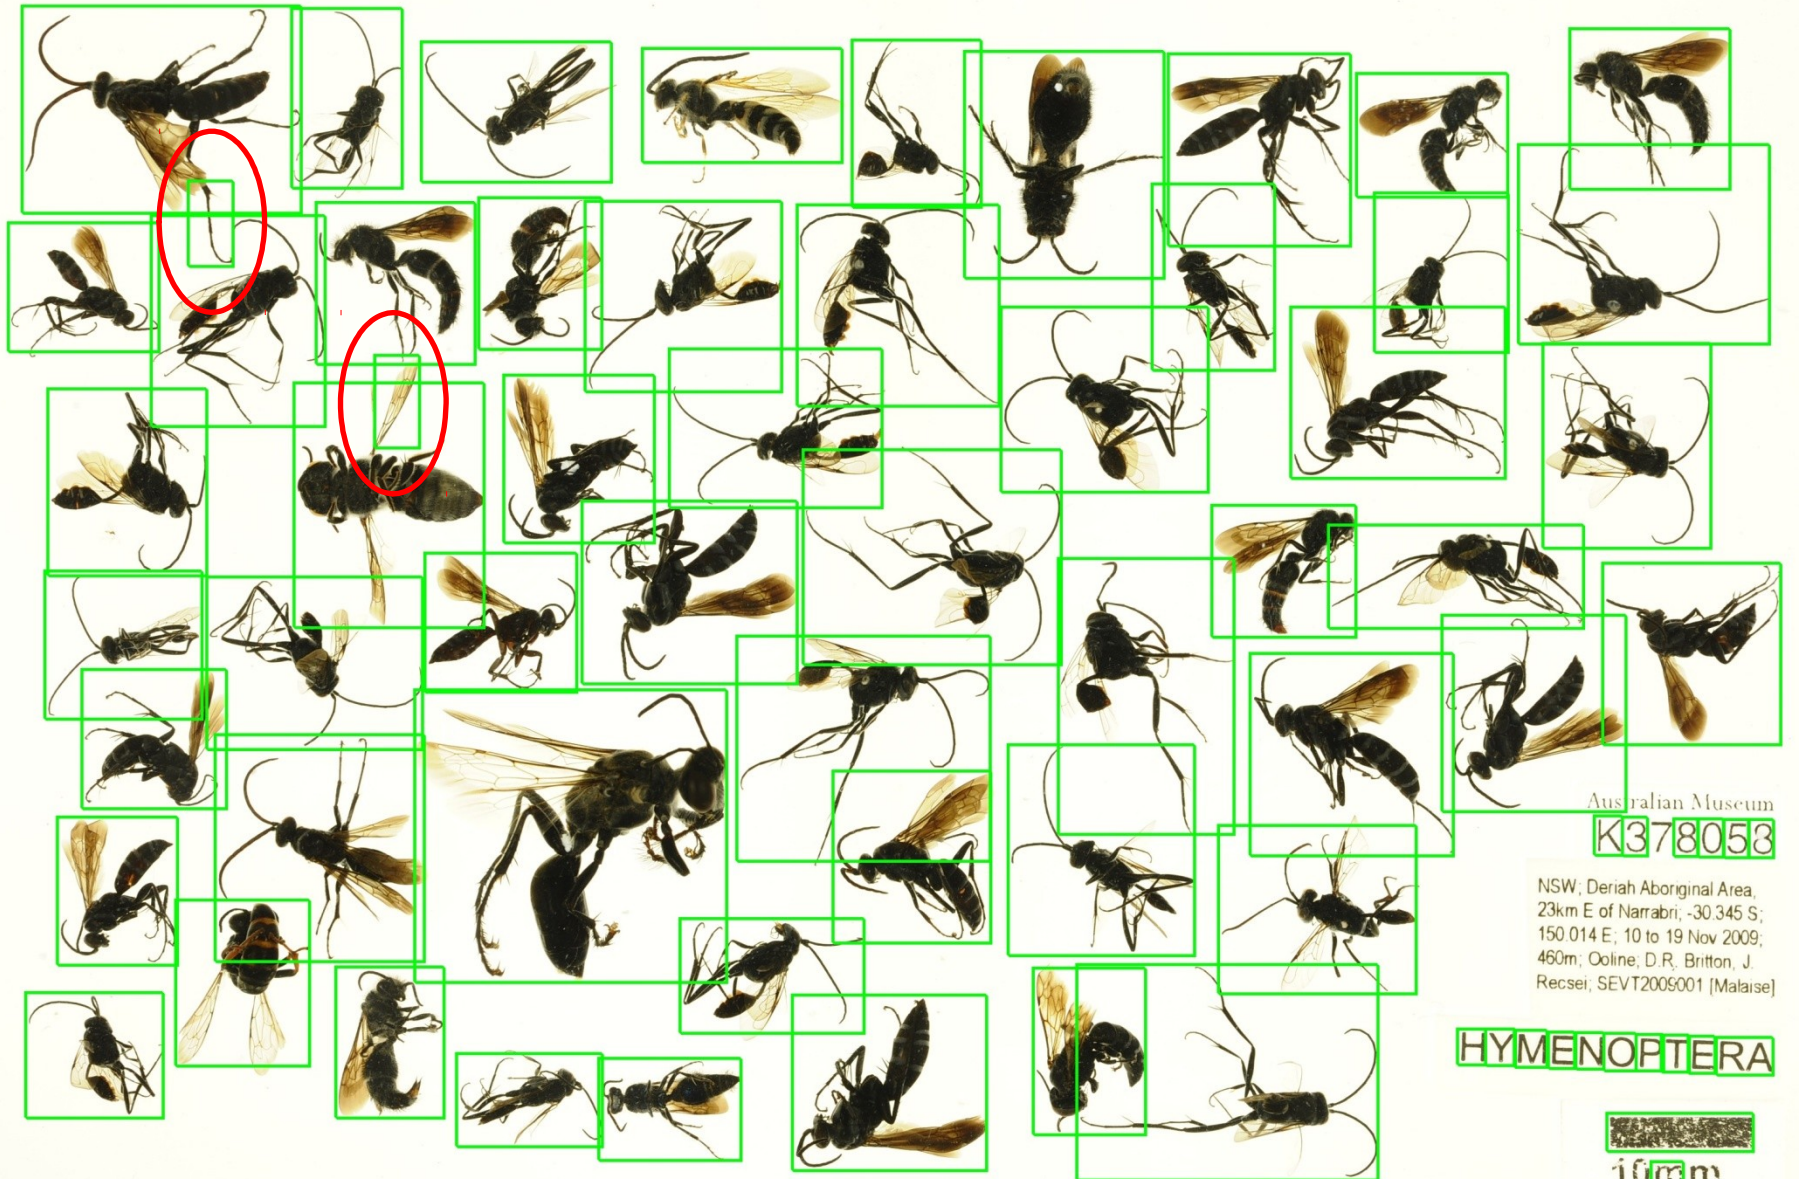 Australian Museum
K378058
NSW; Deriah Aboriginal Area,
23km E of Narrabri; -30.345 S;
150.014 E; 10 to 19 Nov 2009;
460m; Ooline; D.R. Britton, J.
Recsei; SEVT2009001 [Malaise]
HYMENOPTERA
10mm